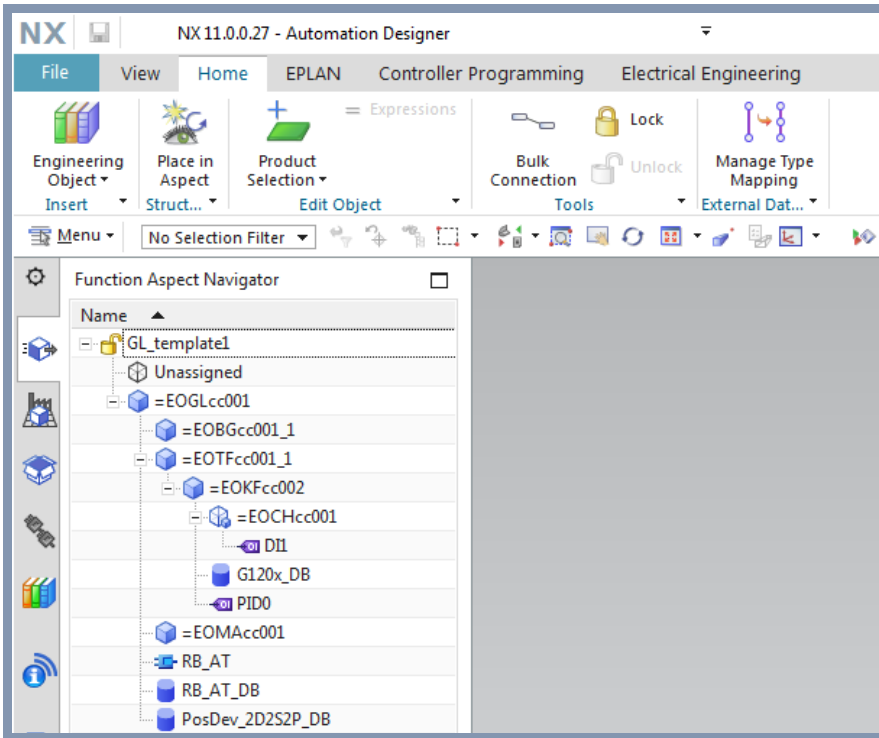 NX NX 11.0.0.27 - Automation Designer
File View Home EPLAN Controller Programming Electrical Engineering
= Expressions
Lock
Engineering Place in Product Bulk Unlock Manage Type
Object Aspect Selection Connection Mapping
Insert Struct... Edit Object Tools External Dat...
Menu No Selection Filter
Function Aspect Navigator
Name
GL_template1
Unassigned
=EOGLcc001
=EOBGcc001_1
=EOTFcc001_1
=EOKFcc002
=EOCHcc001
DI1
G120x_DB
PID0
=EOMAcc001
RB_AT
RB_AT_DB
PosDev_2D2S2P_DB